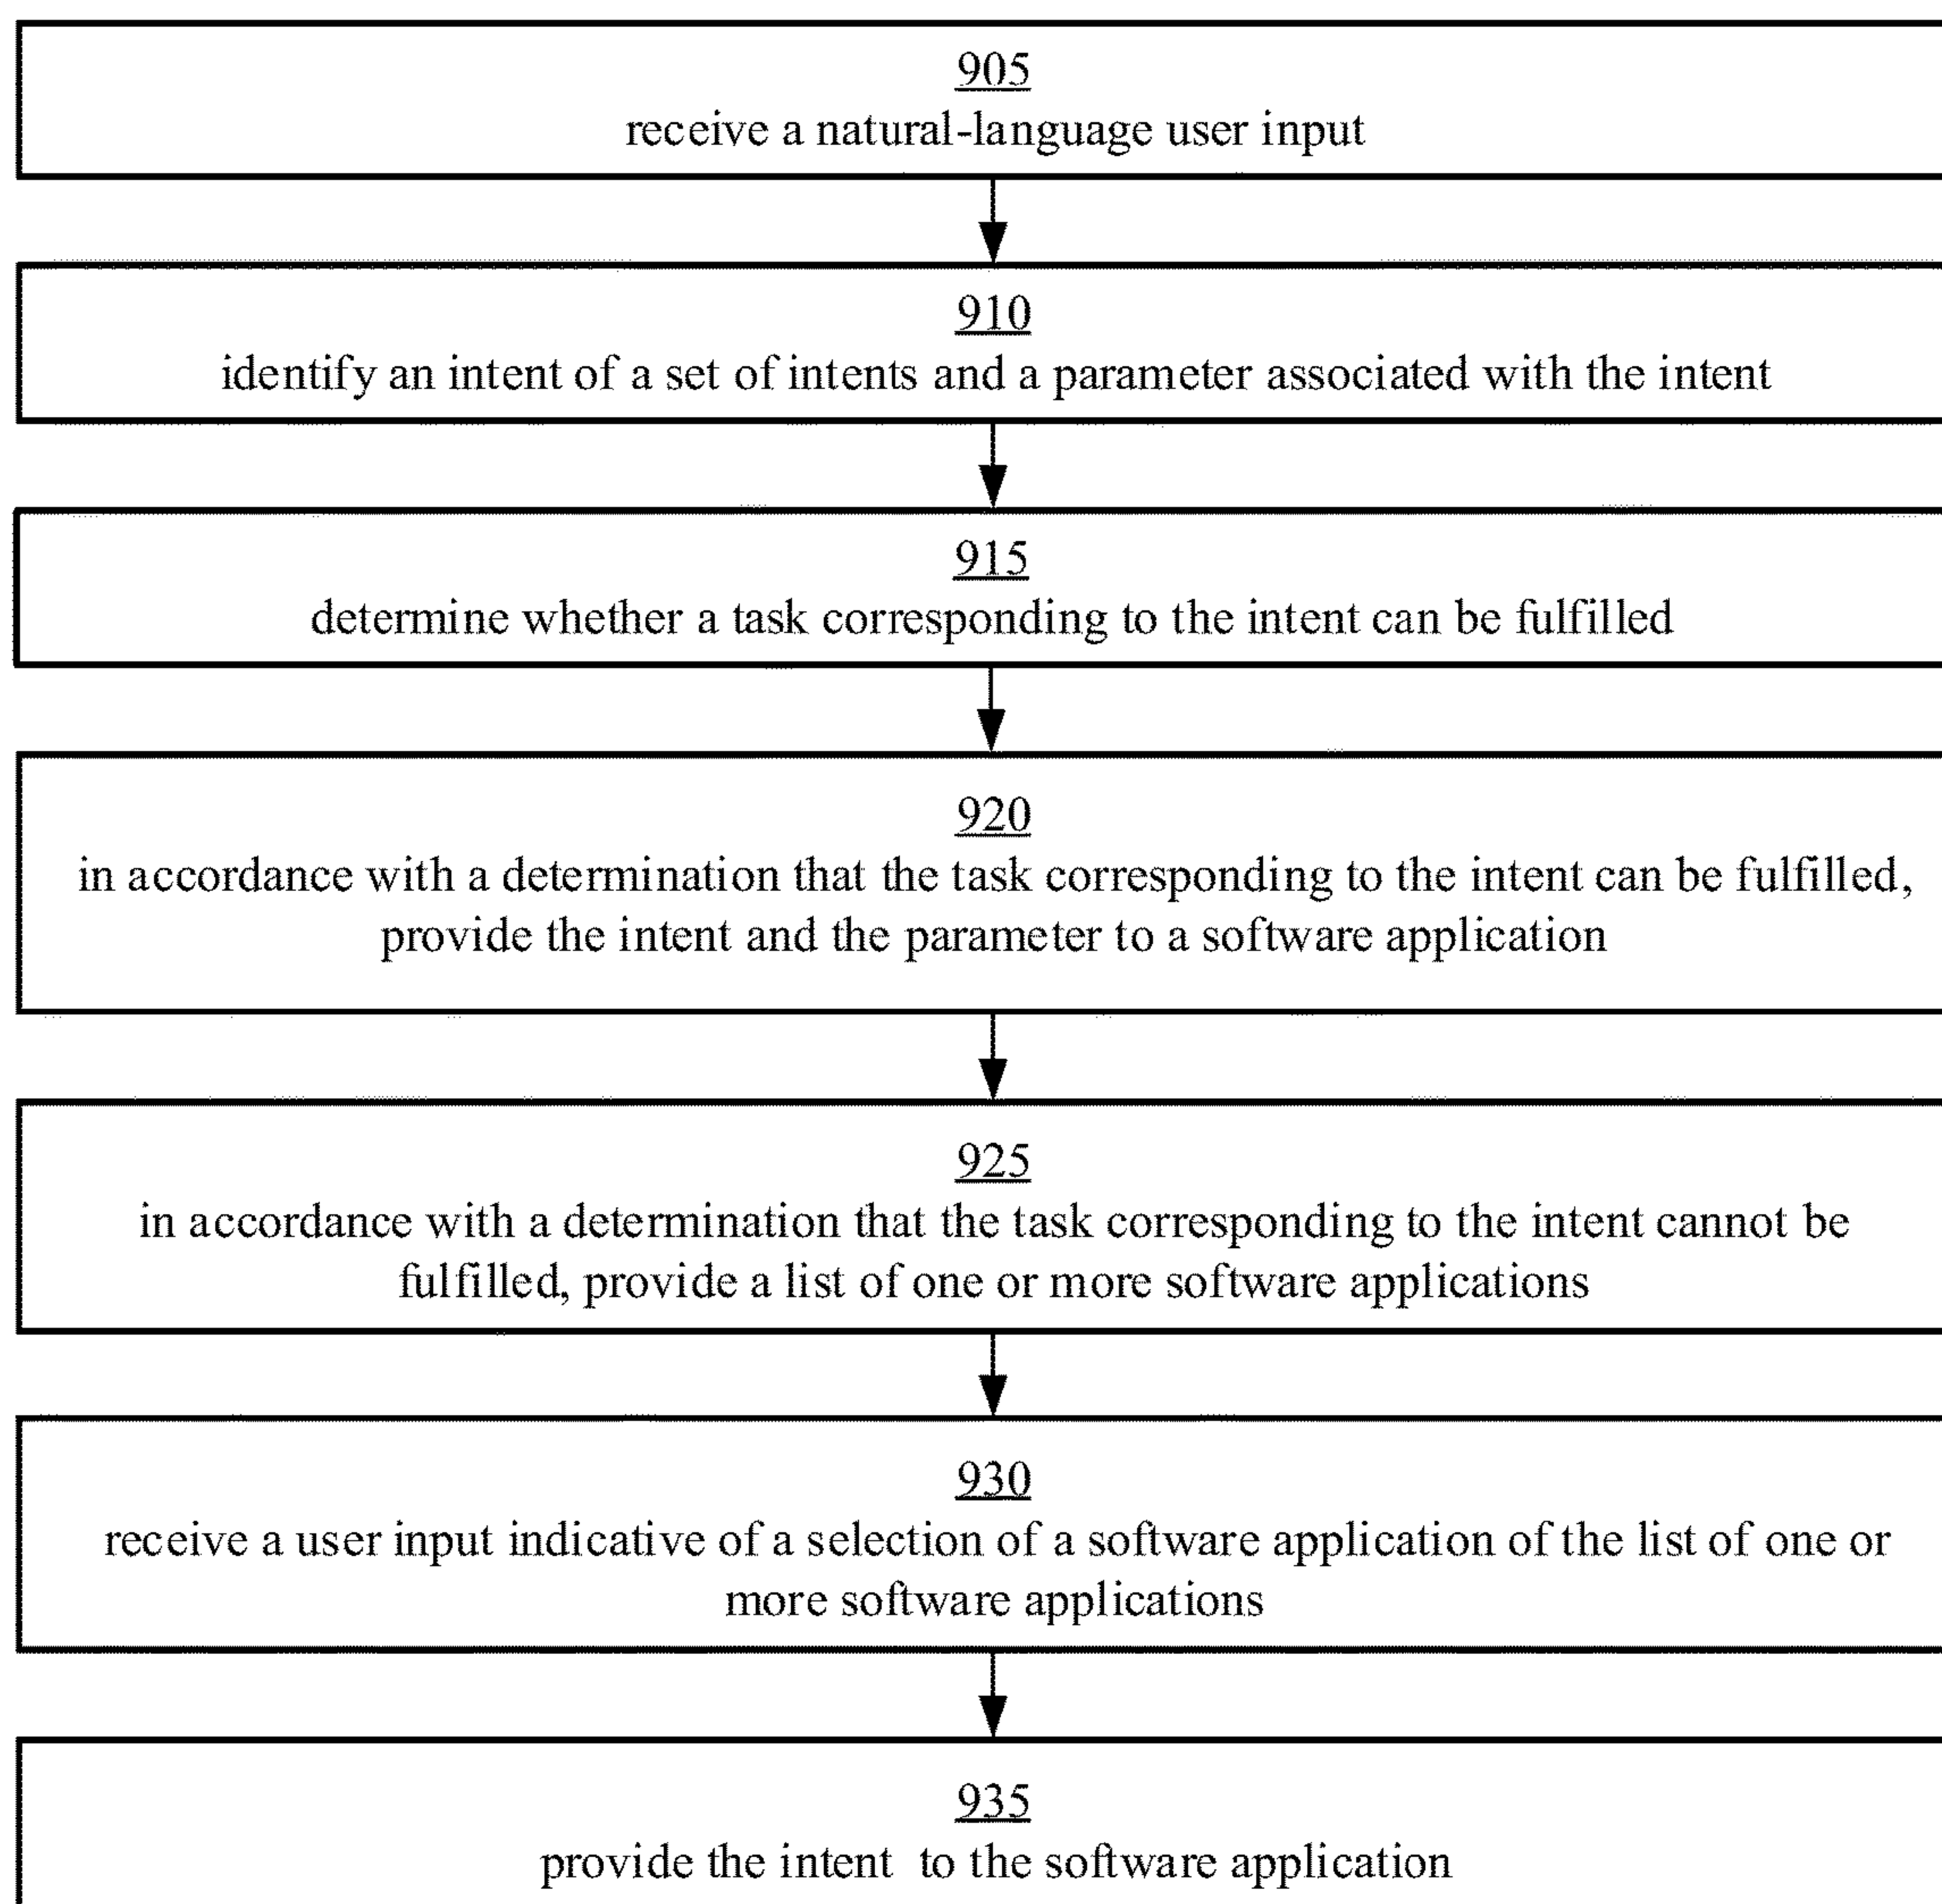 905
receive a natural-language user input
910
identify an intent of a set of intents and a parameter associated with the intent
915
determine whether a task corresponding to the intent can be fulfilled
920
in accordance with a determination that the task corresponding to the intent can be fulfilled,
provide the intent and the parameter to a software application
925
in accordance with a determination that the task corresponding to the intent cannot be
fulfilled, provide a list of one or more software applications
930
receive a user input indicative of a selection of a software application of the list of one or
more software applications
935
provide the intent to the software application